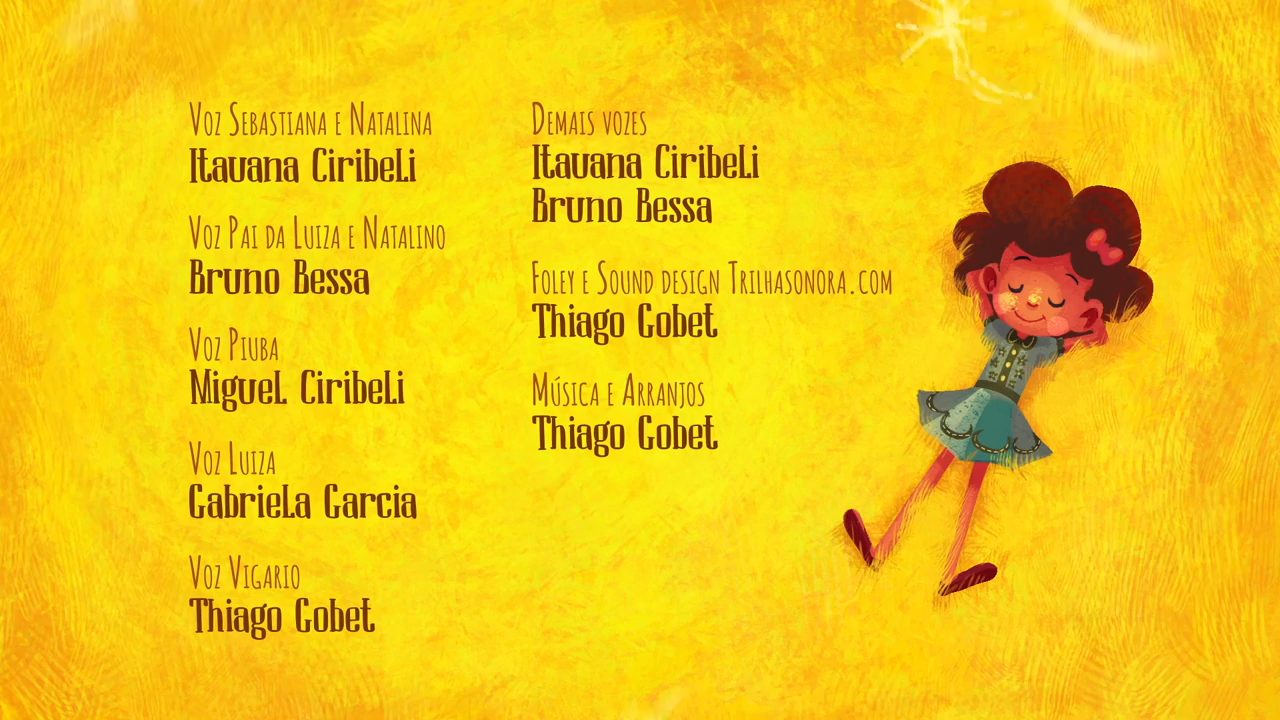 Voz Sebastiana e Natalina
Itauana Ciribeli
Voz Pai da Luiza e Natalino
Bruno Bessa
Voz Piuba
Miguel Ciribeli
Voz Luiza
Gabriela Garcia
Voz Vigario
Thiago Gobet
Demais vozes
Itauana Ciribeli
Bruno Bessa
Foley e Sound design Trilhasonora.com
Thiago Gobet
Música e Arranjos
Thiago Gobet